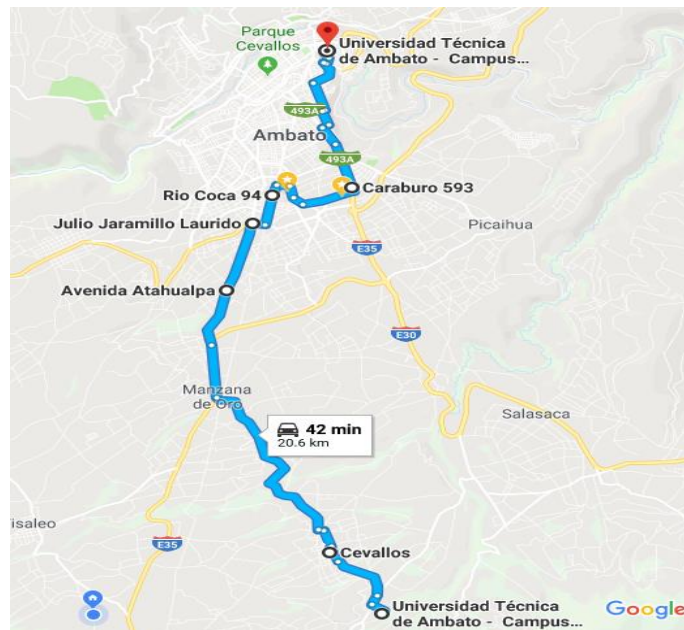 Parque
Cevallos
Universidad Técnica
de Ambato - Campus...
493A
Ambato
493A
Caraburo 593
Rio Coca 94
Julio Jaramillo Laurido
Picaihua
E35
Avenida Atahualpa
E30
Manzana
de Oro
Salasaca
42 min
20.6 km
isaleo
E35
Cevallos
Universidad Técnica
de Ambato - Campus...
Google